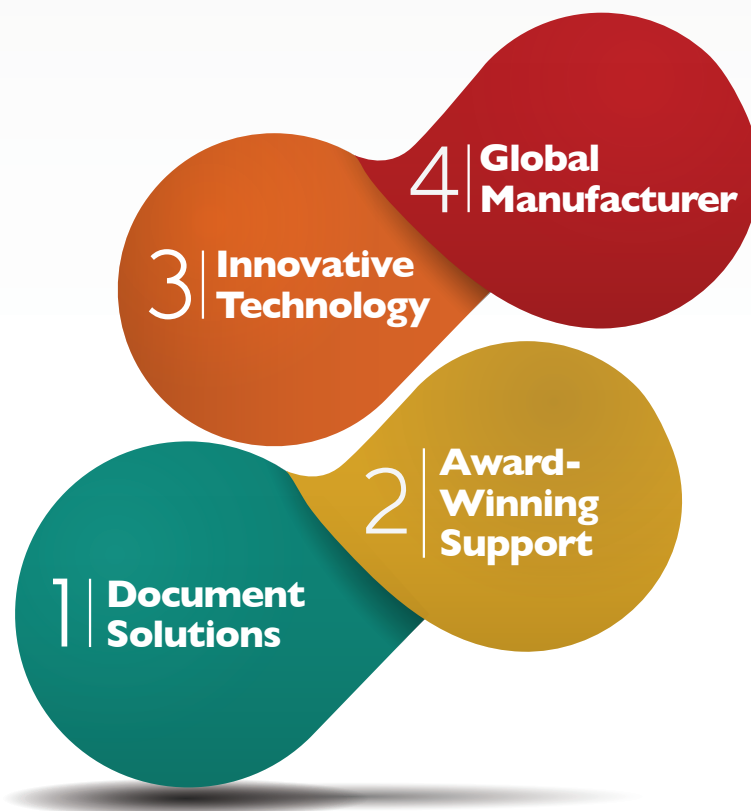 4
Global
Manufacturer
3
Innovative
Technology
2
Award-
Winning
Support
1
Document
Solutions